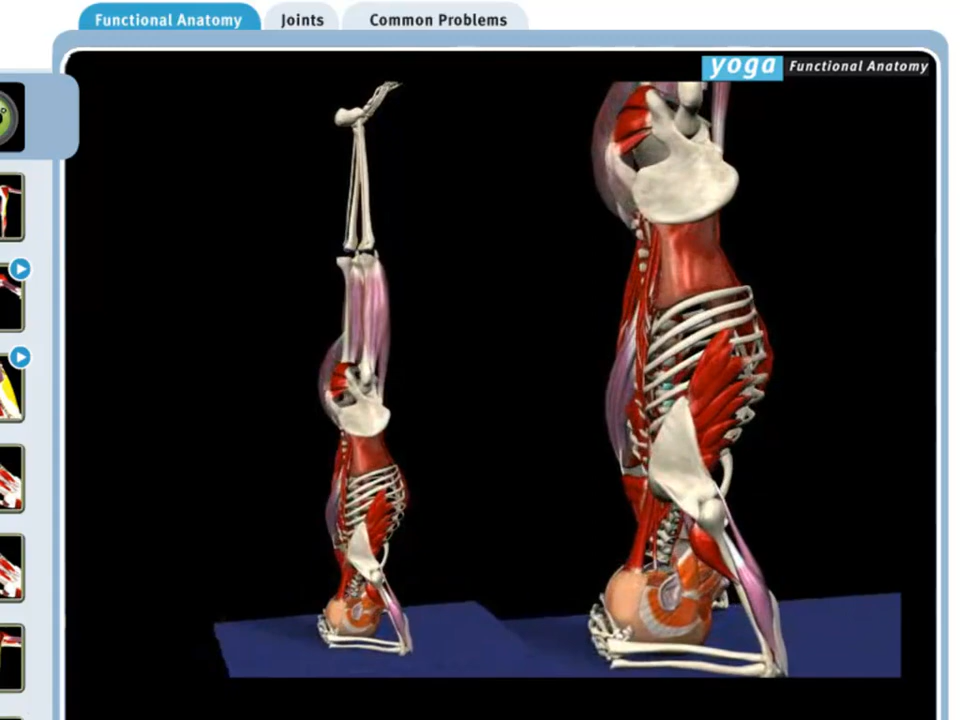 Functional Anatomy
Joints
Common Problems
yoga Functional Anatomy